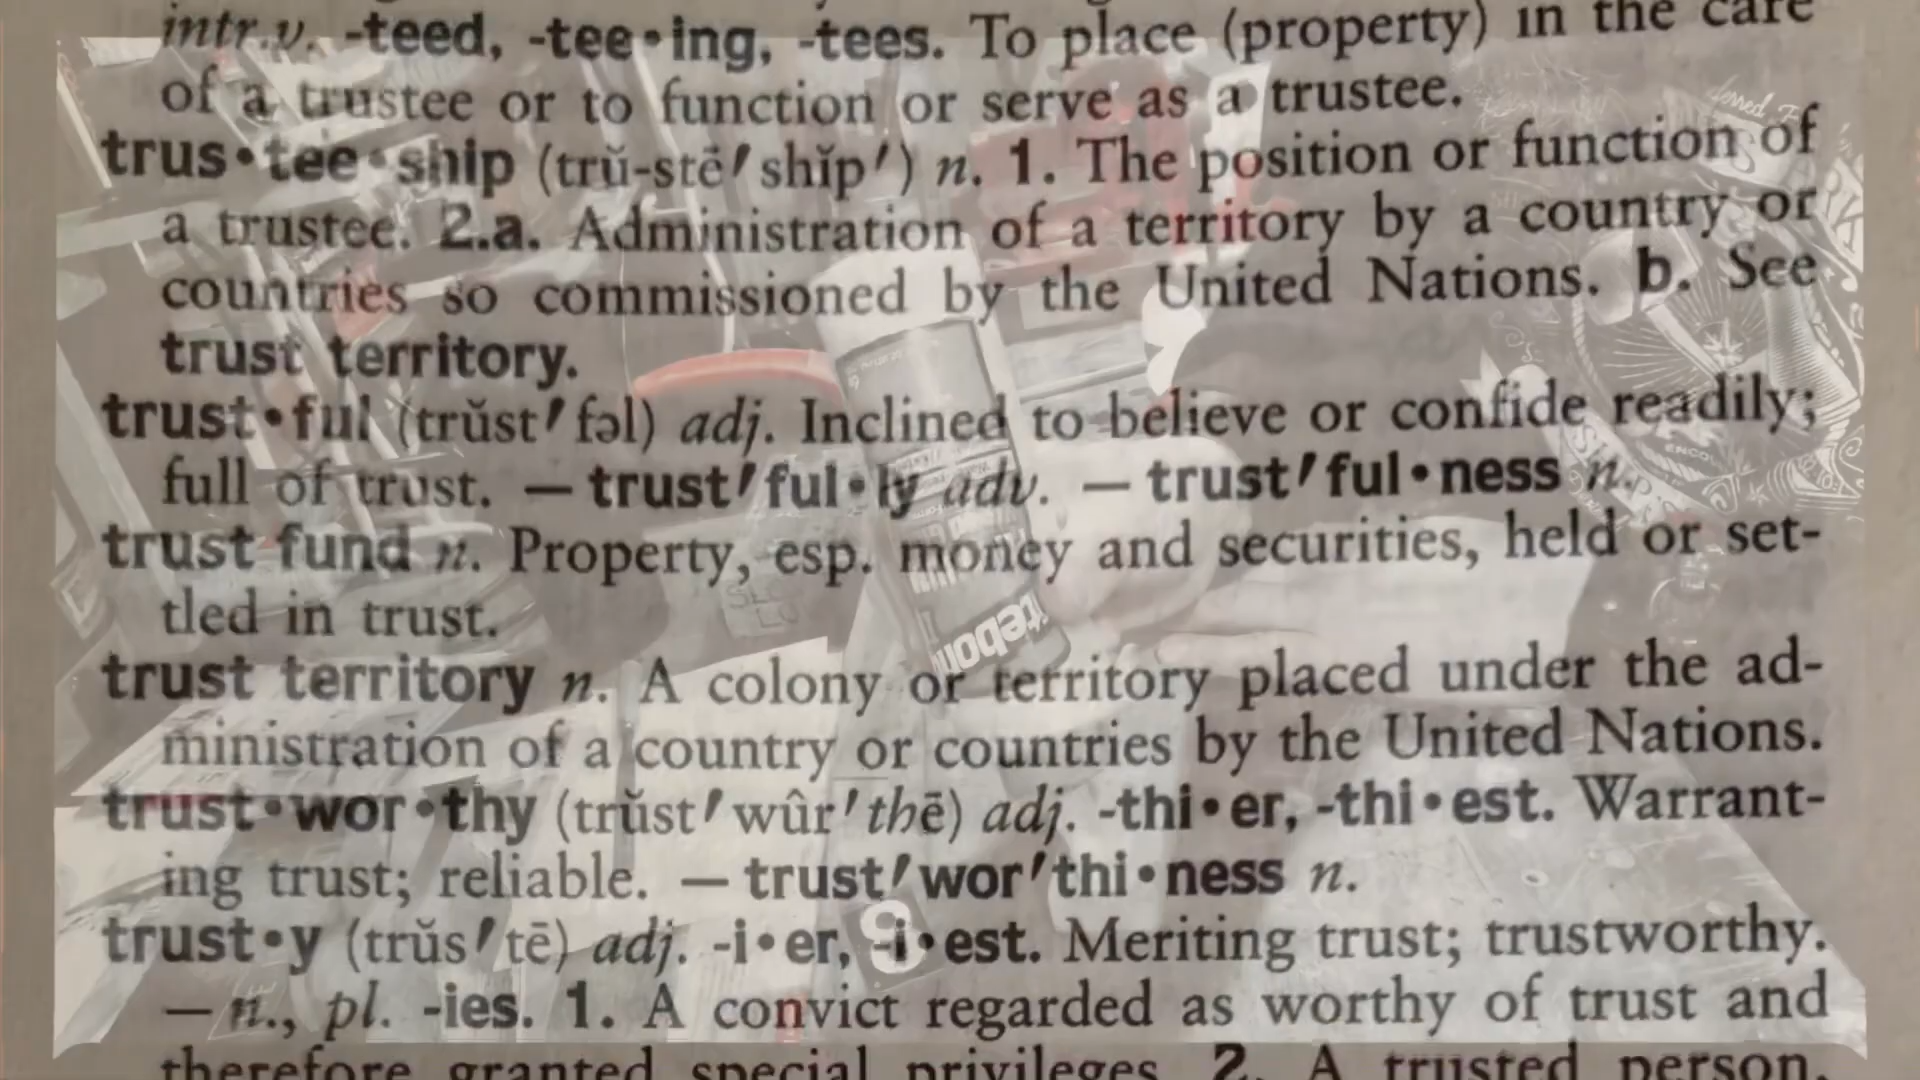 intr.v. -teed, -tee•ing, -tees. To place (property) in the care
of a trustee or to function or serve as a trustee.
trus•tee•ship (trŭ-stē′shĭp′) n. 1. The position or function of
a trustee. 2.a. Administration of a territory by a country or
countries so commissioned by the United Nations. b. See
trust territory.
trust•ful (trŭst′fəl) adj. Inclined to believe or confide readily;
full of trust. — trust′ful•ly adv. — trust′ful•ness n.
trust fund n. Property, esp. money and securities, held or set-
tled in trust.
trust territory n. A colony or territory placed under the ad-
ministration of a country or countries by the United Nations.
trust•wor•thy (trŭst′wûr′thē) adj. -thi•er, -thi•est. Warrant-
ing trust; reliable. — trust′wor′thi•ness n.
trust•y (trŭs′tē) adj. -i•er, -i•est. Meriting trust; trustworthy.
— n., pl. -ies. 1. A convict regarded as worthy of trust and
therefore granted special privileges. 2. A trusted person.